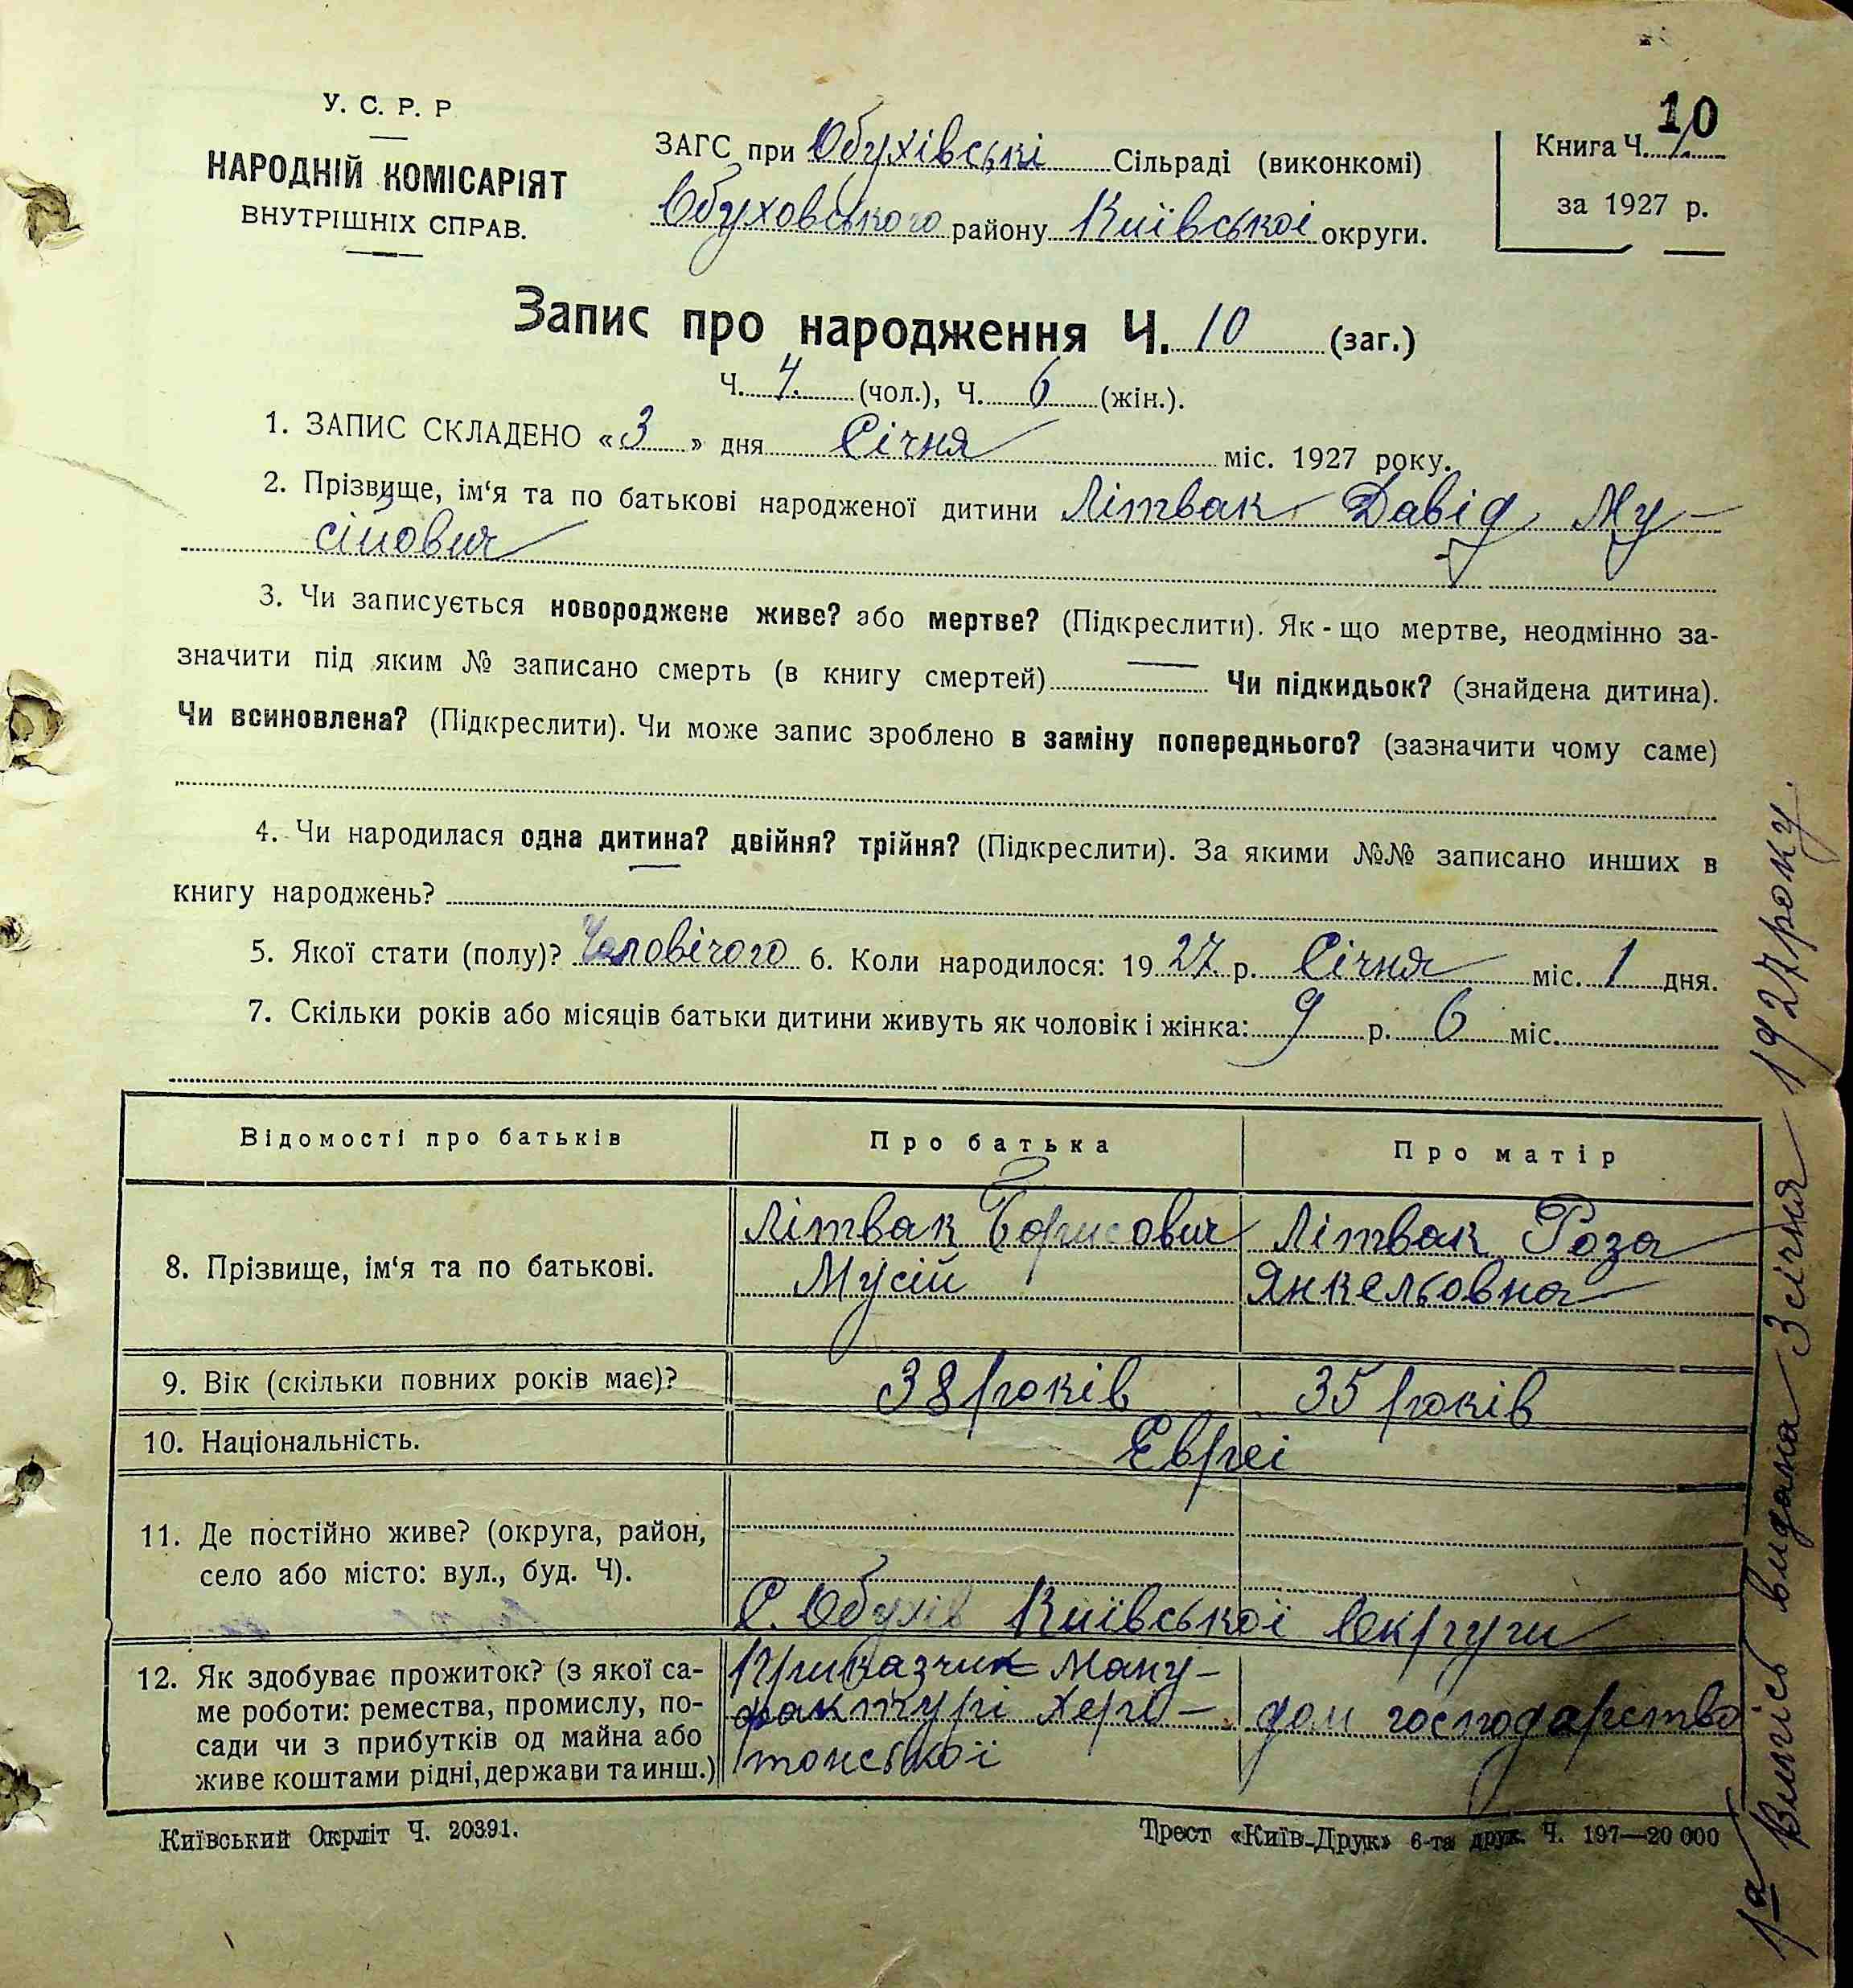 10
У. С. Р. Р
НАРОДНІЙ КОМІСАРІЯТ
ВНУТРІШНІХ СПРАВ.
ЗАГС при Обухівські Сільраді (виконкомі)
Обуховського району Київської округи.
Книга Ч. 1
за 1927 р.
Запис про народження Ч. 10 (заг.)
Ч. 4. (чол.), Ч. 6 (жін.).
1. ЗАПИС СКЛАДЕНО «3» дня Січня міс. 1927 року.
2. Прізвище, ім‘я та по батькові народженої дитини Літвак Давід Му-
сійович
3. Чи записується новороджене живе? або мертве? (Підкреслити). Як-що мертве, неодмінно за-
значити під яким № записано смерть (в книгу смертей) — Чи підкидьок? (знайдена дитина).
Чи всиновлена? (Підкреслити). Чи може запис зроблено в заміну попереднього? (зазначити чому саме)
4. Чи народилася одна дитина? двійня? трійня? (Підкреслити). За якими №№ записано инших в
книгу народжень?
5. Якої стати (полу)? Чоловічого 6. Коли народилося: 1927 р. Січня міс. 1 дня.
7. Скільки років або місяців батьки дитини живуть як чоловік і жінка: 9 р. 6 міс.
Відомості про батьків Про батька Про матір
8. Прізвище, ім‘я та по батькові.
Літвак Борисович
Мусій
Літвак Роза
Янкельовна
9. Вік (скільки повних років має)? 38 років 35 років
10. Національність. Евреі
11. Де постійно живе? (округа, район,
село або місто: вул., буд. Ч).
С. Обухів Київської Округи
12. Як здобуває прожиток? (з якої са-
ме роботи: ремества, промислу, по-
сади чи з прибутків од майна або
живе коштами рідні, держави та инш.)
Приказчик Ману-
фактурі
тонської
дом господарство
Київський Окрліт Ч. 20391.
Трест «Київ-Друк» 6-та друк. Ч. 197—20 000
1а Випісь видана 3 січня 1927 року.